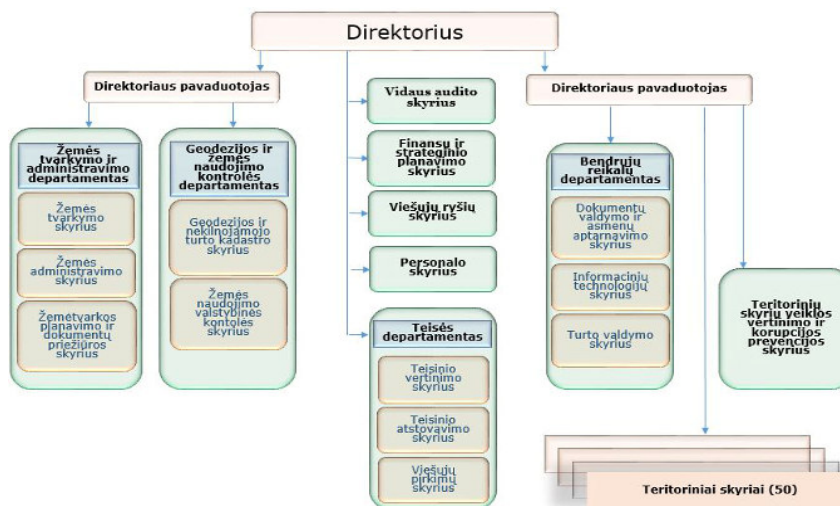 Direktorius
Direktoriaus pavaduotojas
Žemės
tvarkymo ir
administravimo
departamentas
Žemės
tvarkymo
skyrius
Žemės
administravimo
skyrius
Žemėtvarkos
planavimo ir
dokumentų
priežiūros
skyrius
Geodezijos ir
žemės
naudojimo
kontrolės
departamentas
Geodezijos ir
nekilnojamojo
turto kadastro
skyrius
Žemės
naudojimo
valstybinės
kontolės
skyrius
Vidaus audito
skyrius
Finansų ir
strateginio
planavimo
skyrius
Viešųjų ryšių
skyrius
Personalo
skyrius
Teisės
departamentas
Teisinio
vertinimo
skyrius
Teisinio
atstovavimo
skyrius
Viešųjų
pirkimų
skyrius
Direktoriaus pavaduotojas
Bendrųjų
reikalų
departamentas
Dokumentų
valdymo ir
asmenų
aptarnavimo
skyrius
Informacinių
technologijų
skyrius
Turto valdymo
skyrius
Teritorinių
skyrių veiklos
vertinimo ir
korupcijos
prevencijos
skyrius
Teritoriniai skyriai (50)